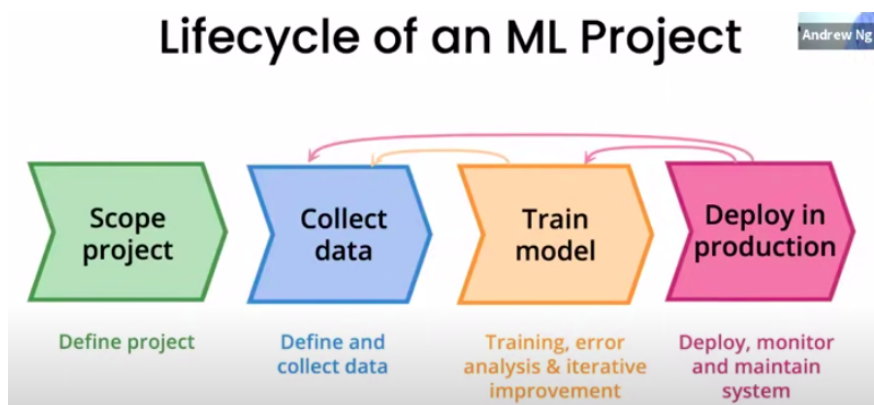 Lifecycle of an ML Project
Andrew Ng
Scope
project
Collect
data
Train
model
Deploy in
production
Define project
Define and
collect data
Training, error
analysis & iterative
improvement
Deploy, monitor
and maintain
system